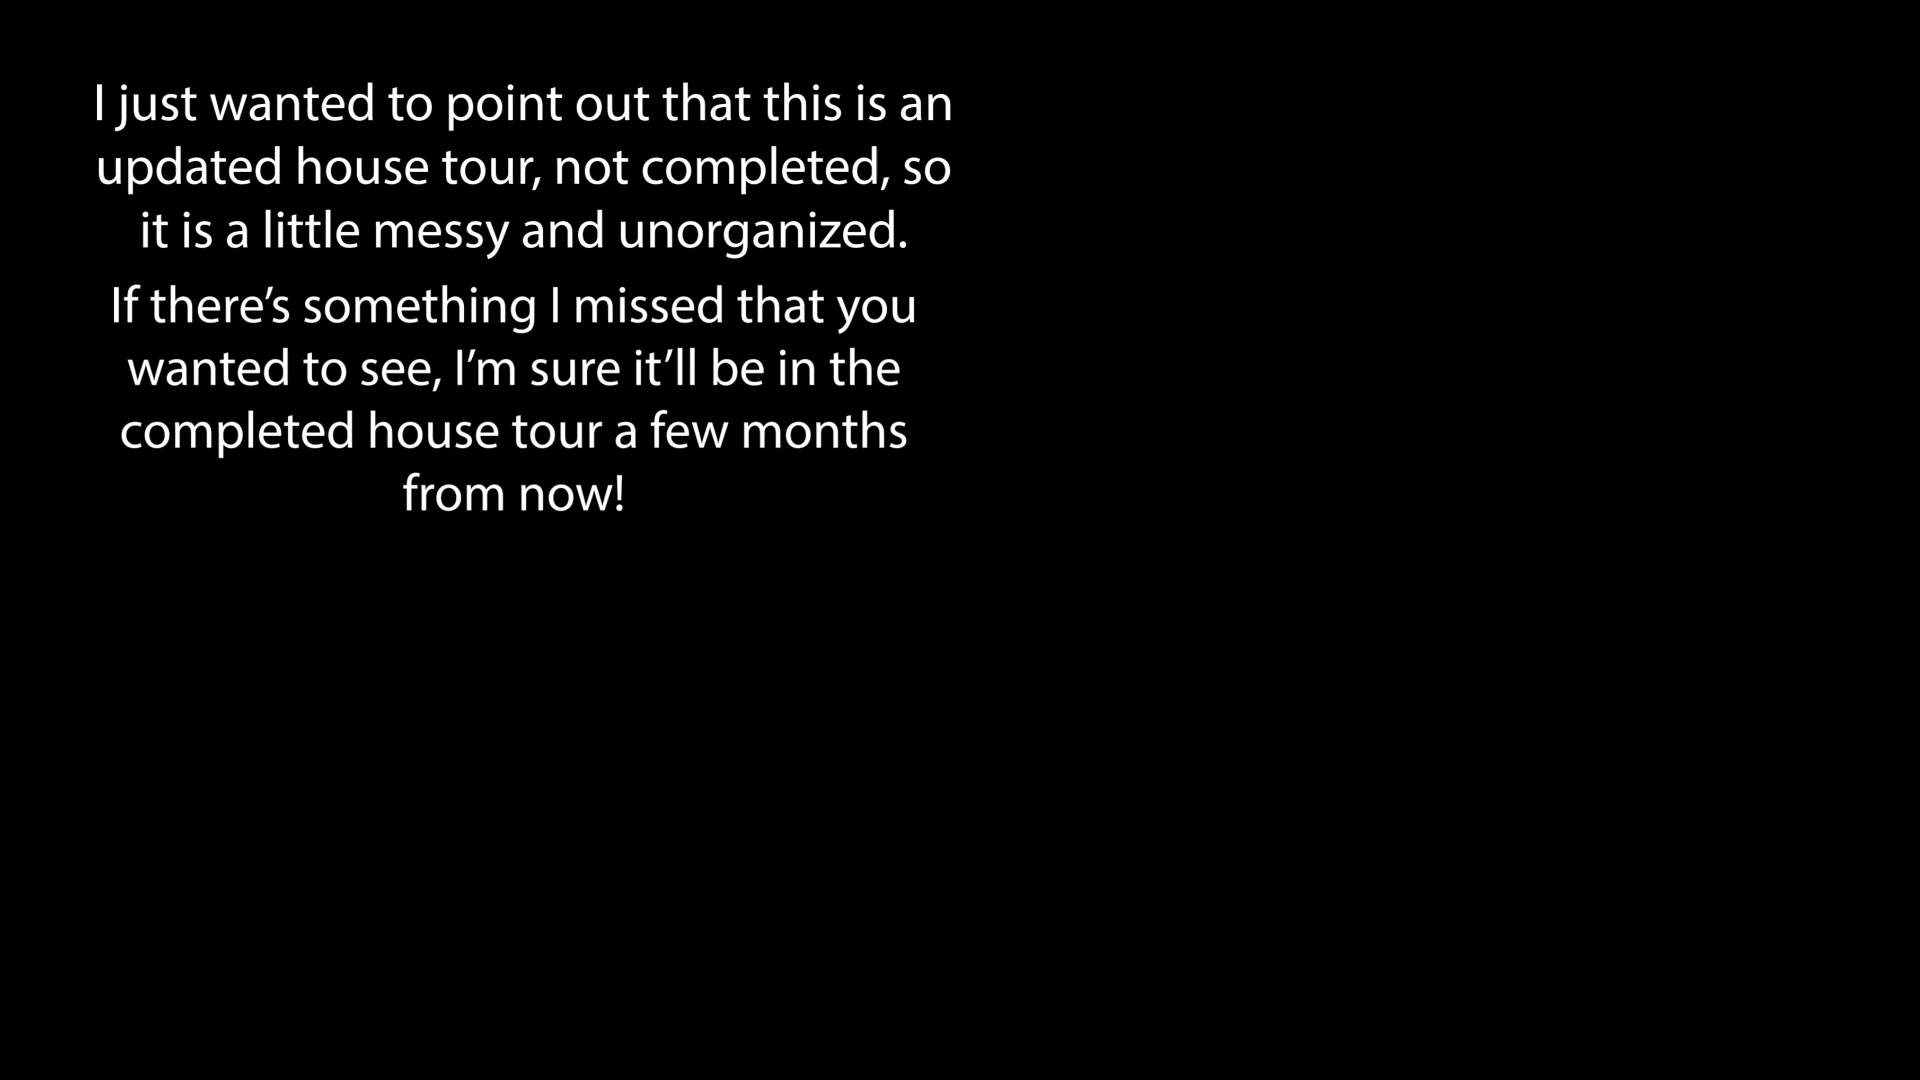 I just wanted to point out that this is an
updated house tour, not completed, so
it is a little messy and unorganized.
If there’s something I missed that you
wanted to see, I’m sure it’ll be in the
completed house tour a few months
from now!